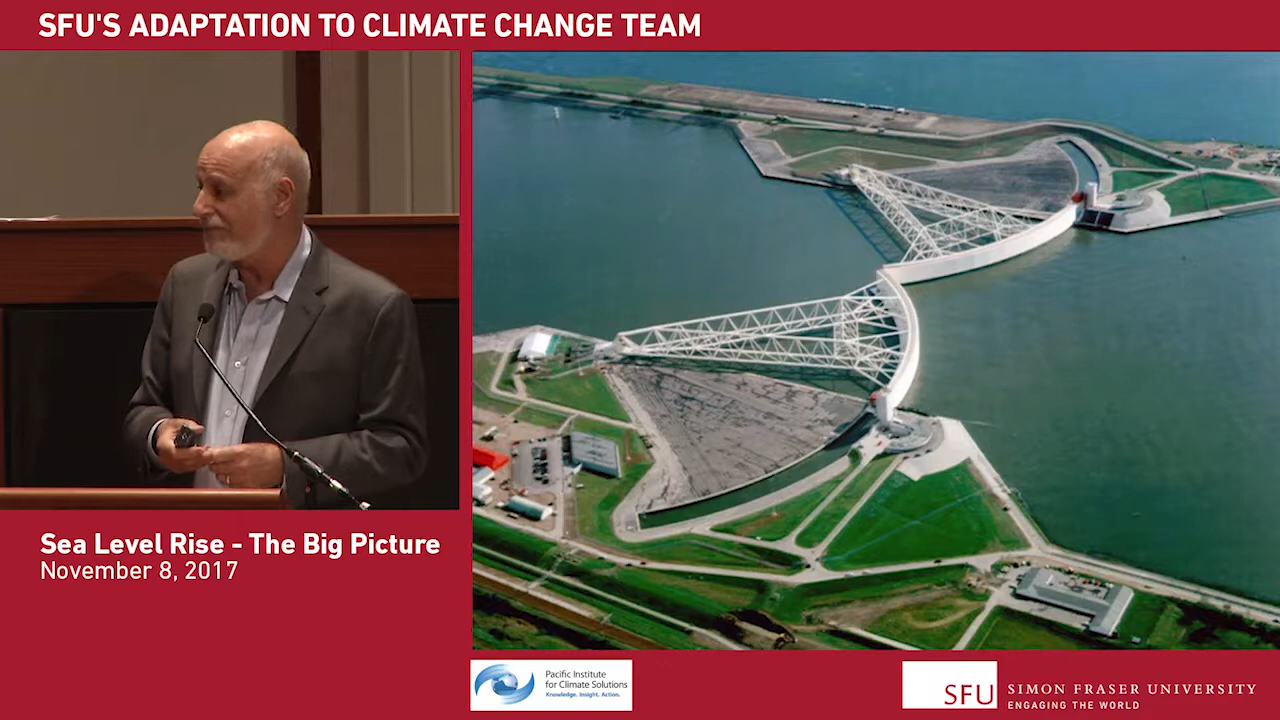 SFU'S ADAPTATION TO CLIMATE CHANGE TEAM
Sea Level Rise - The Big Picture
November 8, 2017
Pacific Institute
for Climate Solutions
Knowledge. Insight. Action.
SFU
SIMON FRASER UNIVERSITY
ENGAGING THE WORLD